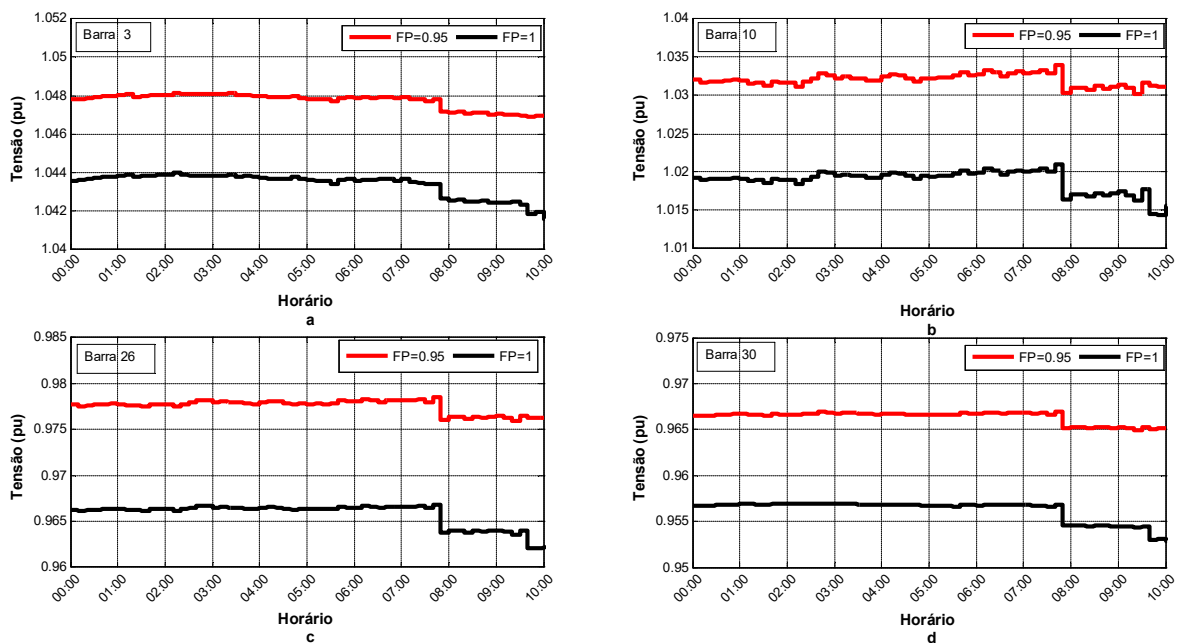 Barra 3
FP=0.95 FP=1
Tensão (pu)
1.052
1.05
1.048
1.046
1.044
1.042
1.04
00:00 01:00 02:00 03:00 04:00 05:00 06:00 07:00 08:00 09:00 10:00
Horário
a
Barra 10
FP=0.95 FP=1
Tensão (pu)
1.04
1.035
1.03
1.025
1.02
1.015
1.01
00:00 01:00 02:00 03:00 04:00 05:00 06:00 07:00 08:00 09:00 10:00
Horário
b
Barra 26
FP=0.95 FP=1
Tensão (pu)
0.985
0.98
0.975
0.97
0.965
0.96
00:00 01:00 02:00 03:00 04:00 05:00 06:00 07:00 08:00 09:00 10:00
Horário
c
Barra 30
FP=0.95 FP=1
Tensão (pu)
0.975
0.97
0.965
0.96
0.955
0.95
00:00 01:00 02:00 03:00 04:00 05:00 06:00 07:00 08:00 09:00 10:00
Horário
d